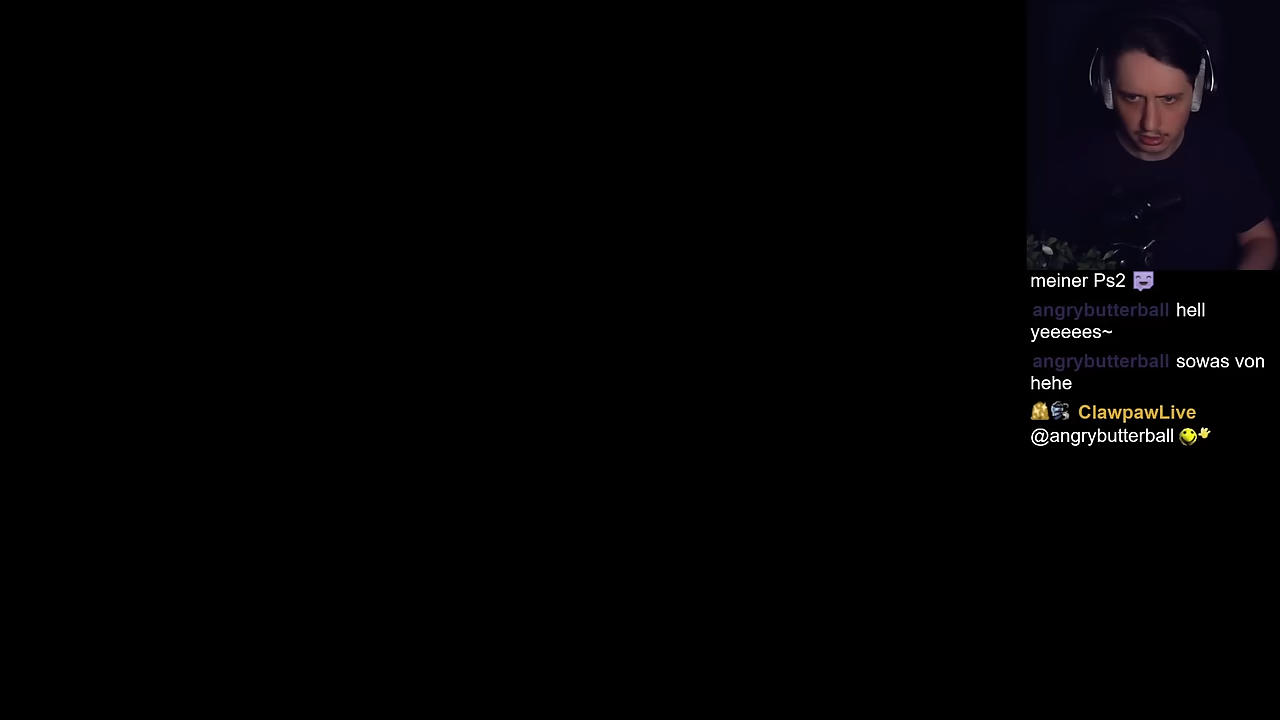 meiner Ps2
angrybutterball hell
yeeeees~
angrybutterball sowas von
hehe
ClawpawLive
@angrybutterball